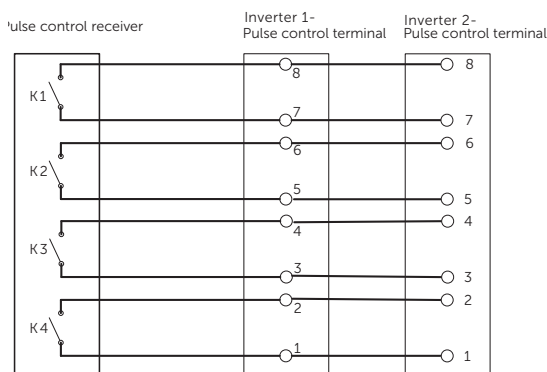 Pulse control receiver
Inverter 1-
Pulse control terminal
Inverter 2-
Pulse control terminal
8
8
K1
7
7
6
6
K2
5
5
4
4
K3
3
3
2
2
K4
1
1